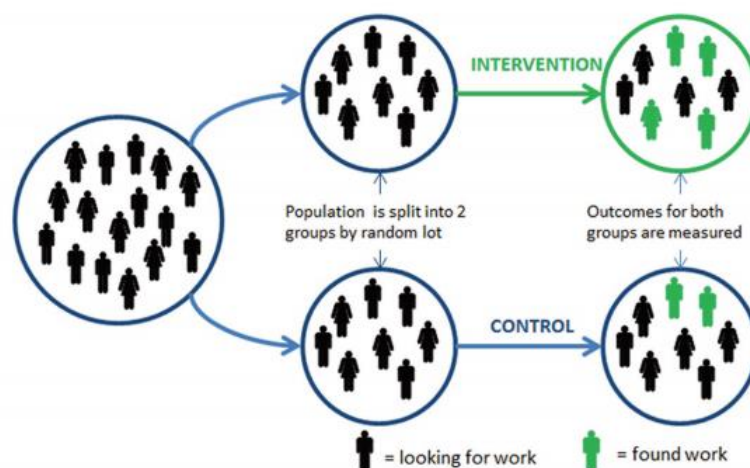 INTERVENTION
Population is split into 2
groups by random lot
Outcomes for both
groups are measured
CONTROL
= looking for work
= found work